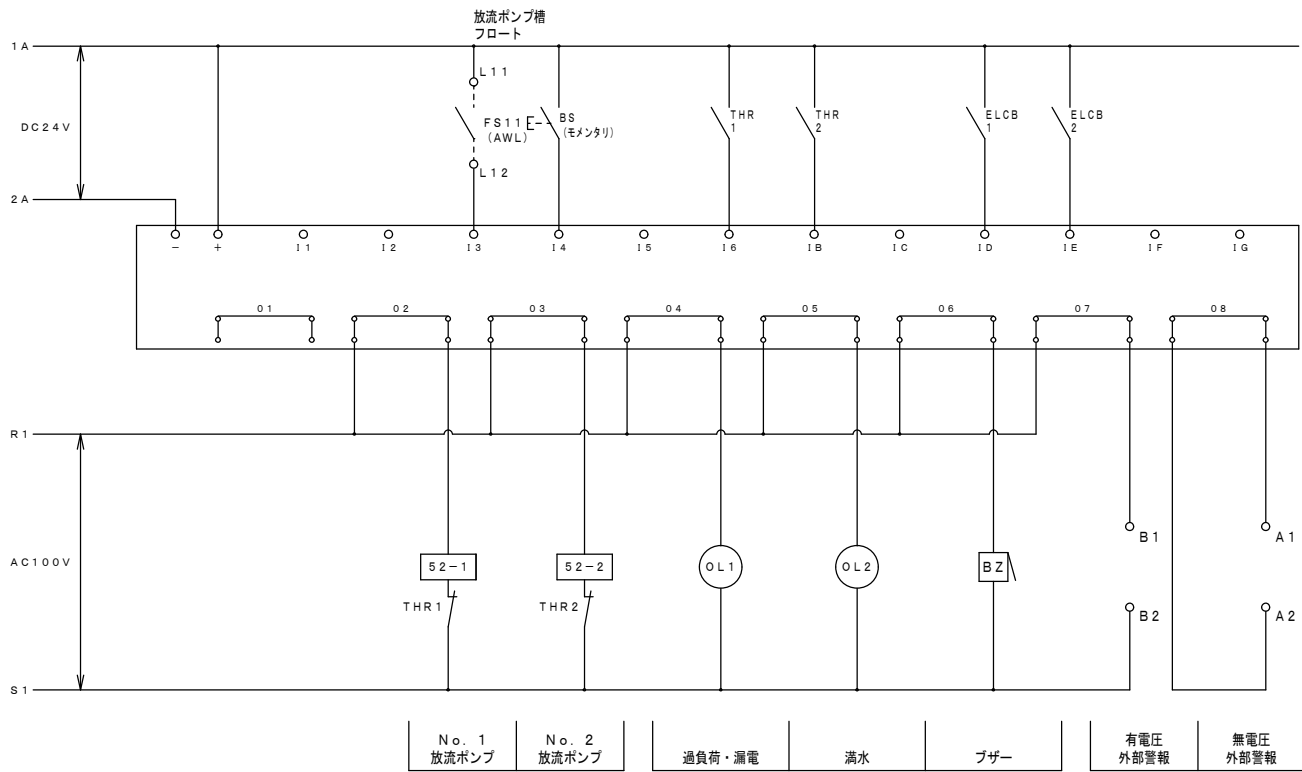 放流ポンプ槽
フロート
1A
L11
DC24V
FS11
(AWL)
BS
(モメンタリ)
THR
1
THR
2
ELCB
1
ELCB
2
L12
2A
− + I1 I2 I3 I4 I5 I6 IB IC ID IE IF IG
01 02 03 04 05 06 07 08
R1
AC100V
B1
A1
52−1
52−2
OL1
OL2
BZ
THR1
THR2
B2
A2
S1
No. 1
放流ポンプ
No. 2
放流ポンプ
過負荷・漏電
満水
ブザー
有電圧
外部警報
無電圧
外部警報